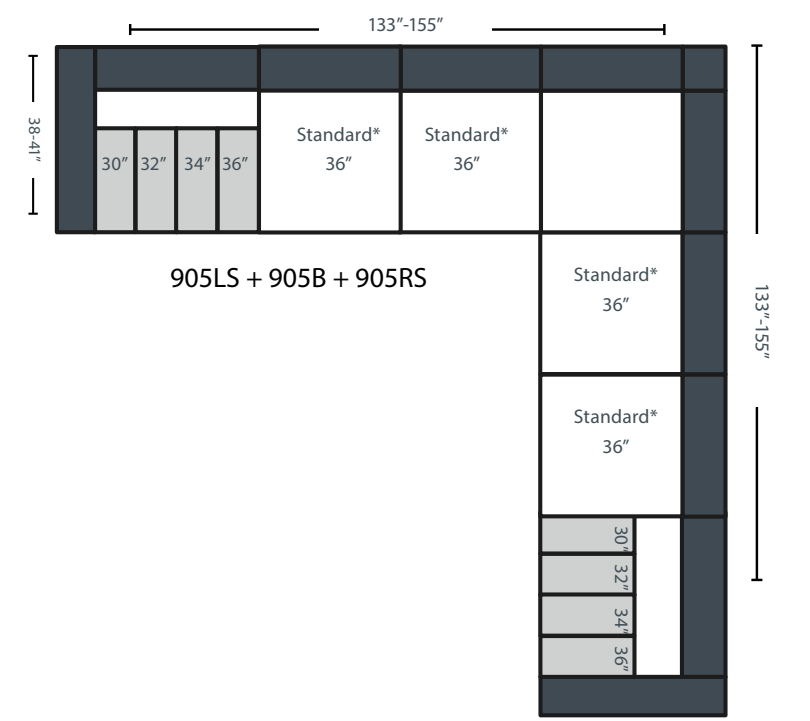 133”-155”
38-41”
Standard*
36”
Standard*
36”
30” 32” 34” 36”
905LS + 905B + 905RS
Standard*
36”
133”-155”
Standard*
36”
30”
32”
34”
36”